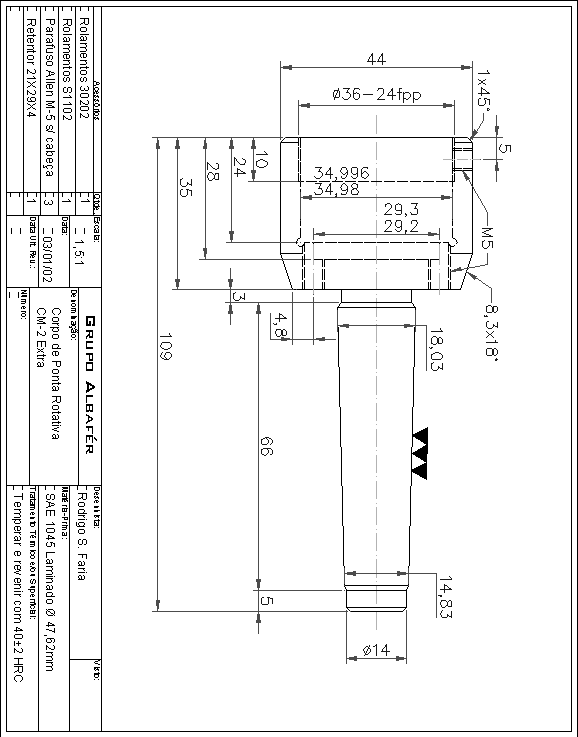 44
Ø36-24fpp
1x45°
5
10
24
28
35
34,996
34,98
29,3
29,2
M5
8,3x18°
3
4,8
18,03
109
66
14,83
5
Ø14
Acessórios
Qtde.
Rolamentos 30202
1
Rolamentos 51102
1
Parafuso Allen M-5 s/ cabeça
3
Retentor 21X29X4
1
Escala:
1,5:1
Data:
03/01/02
Data Ult. Reu.:
GRUPO ALBAFÉR
Denominação:
Corpo de Ponta Rotativa
CM-2 Extra
Número:
Desenhista:
Rodrigo S. Faria
Visto:
Matéria-Prima:
SAE 1045 Laminado Ø 47,62mm
Tratamento Térmico e/ou Superficial:
Temperar e revenir com 40±2 HRC